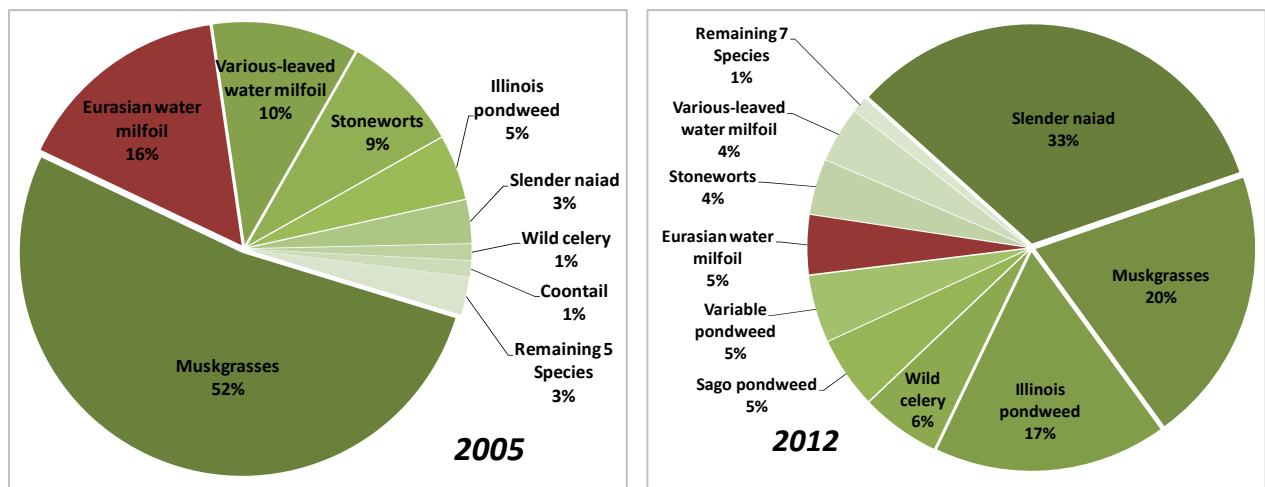 Various-leaved
water milfoil
10%
Eurasian water
milfoil
16%
Stoneworts
9%
Illinois
pondweed
5%
Slender naiad
3%
Wild celery
1%
Coontail
1%
Remaining 5
Species
3%
Muskgrasses
52%
2005
Remaining 7
Species
1%
Various-leaved
water milfoil
4%
Stoneworts
4%
Eurasian water
milfoil
5%
Variable
pondweed
5%
Sago pondweed
5%
Wild
celery
6%
Illinois
pondweed
17%
Muskgrasses
20%
Slender naiad
33%
2012